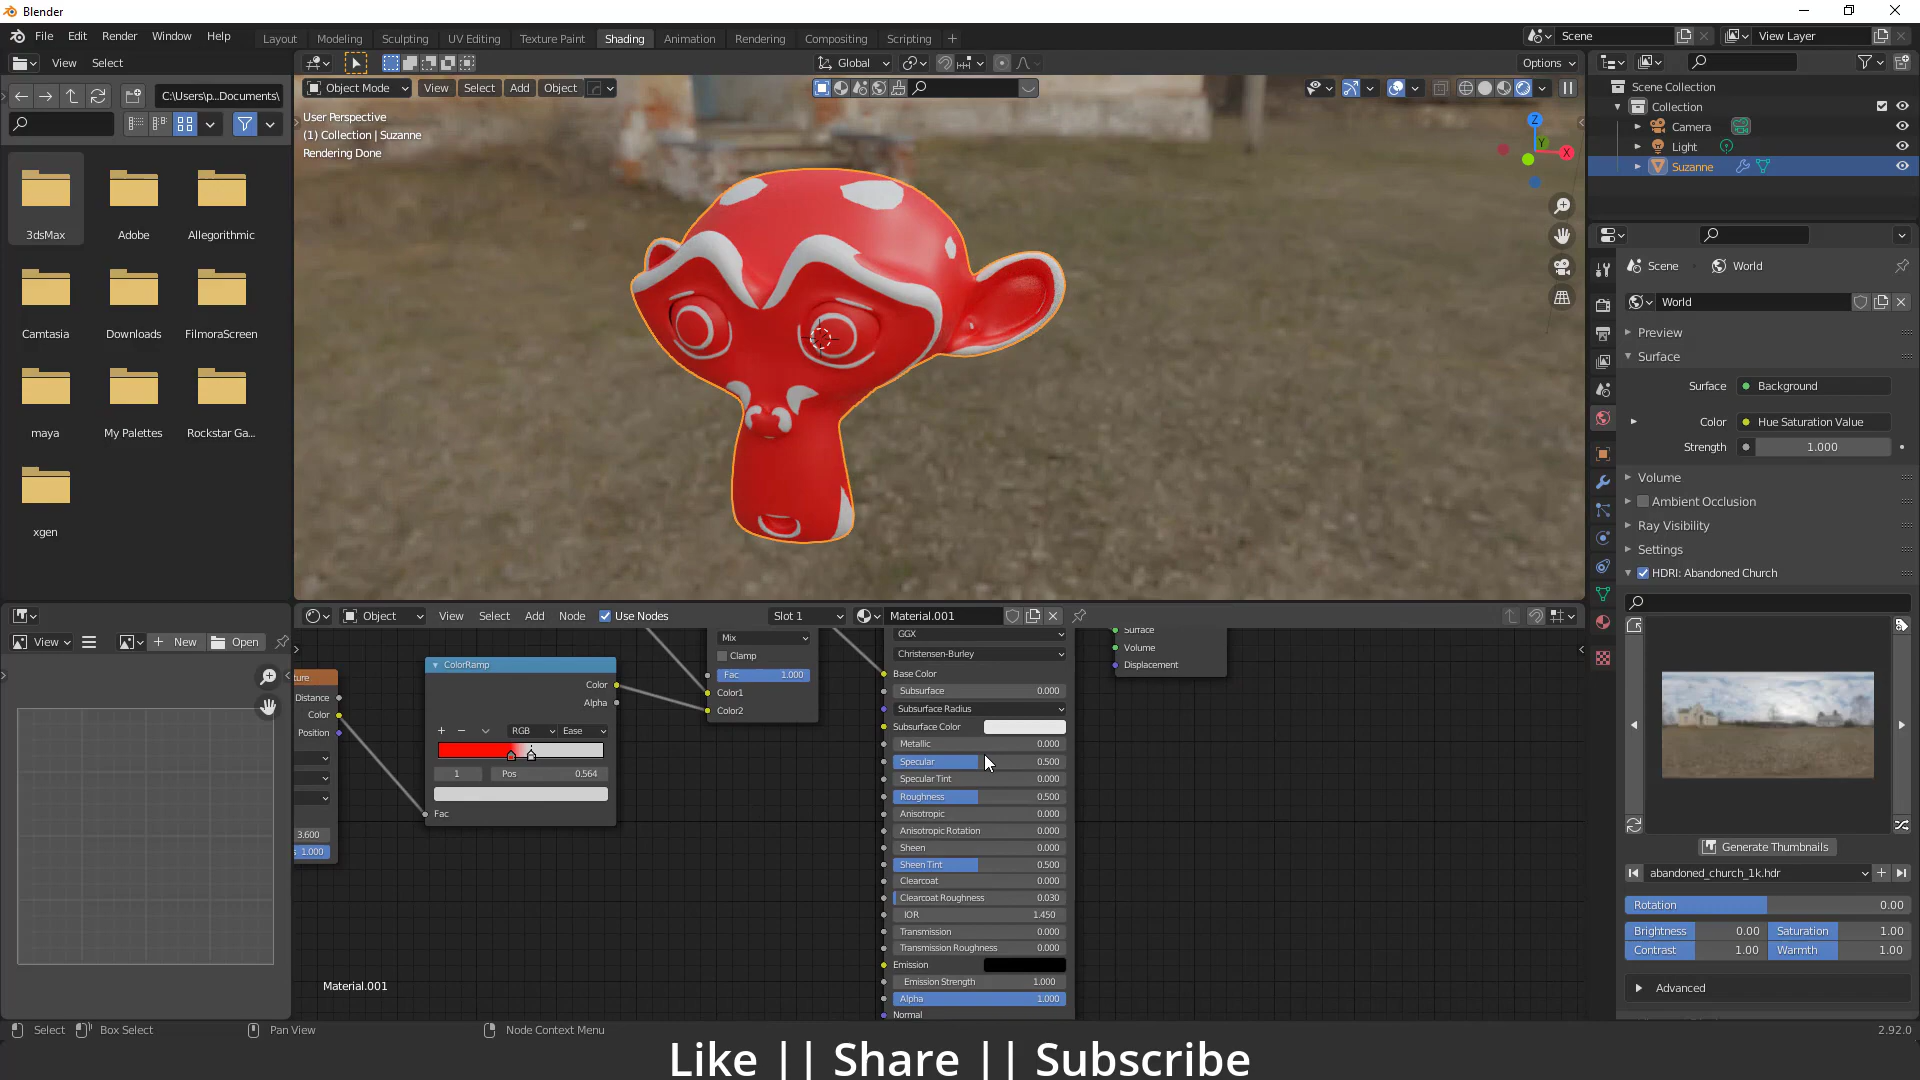 Blender
File Edit Render Window Help
Layout Modeling Sculpting UV Editing Texture Paint Shading Animation Rendering Compositing Scripting
Scene View Layer
View Select
Global Options
C:\Users\p...Documents\
Object Mode View Select Add Object
User Perspective
(1) Collection | Suzanne
Rendering Done
Z
Y
X
3dsMax Adobe Allegorithmic
Camtasia Downloads FilmoraScreen
maya My Palettes Rockstar Ga...
xgen
Scene Collection
Collection
Camera
Light
Suzanne
Scene World
World
Preview
Surface
Surface Background
Color Hue Saturation Value
Strength 1.000
Volume
Ambient Occlusion
Ray Visibility
Settings
HDRI: Abandoned Church
Generate Thumbnails
abandoned_church_1k.hdr
Rotation 0.00
Brightness 0.00 Saturation 1.00
Contrast 1.00 Warmth 1.00
Advanced
View New Open
Object View Select Add Node Use Nodes Slot 1 Material.001
ture
Distance
Color
Position
3.600
s 1.000
ColorRamp
Color
Alpha
RGB Ease
1 Pos 0.564
Fac
Mix
Clamp
Fac 1.000
Color1
Color2
GGX
Christensen-Burley
Base Color
Subsurface 0.000
Subsurface Radius
Subsurface Color
Metallic 0.000
Specular 0.500
Specular Tint 0.000
Roughness 0.500
Anisotropic 0.000
Anisotropic Rotation 0.000
Sheen 0.000
Sheen Tint 0.500
Clearcoat 0.000
Clearcoat Roughness 0.030
IOR 1.450
Transmission 0.000
Transmission Roughness 0.000
Emission
Emission Strength 1.000
Alpha 1.000
Normal
Surface
Volume
Displacement
Material.001
Select Box Select Pan View Node Context Menu 2.92.0
Like || Share || Subscribe